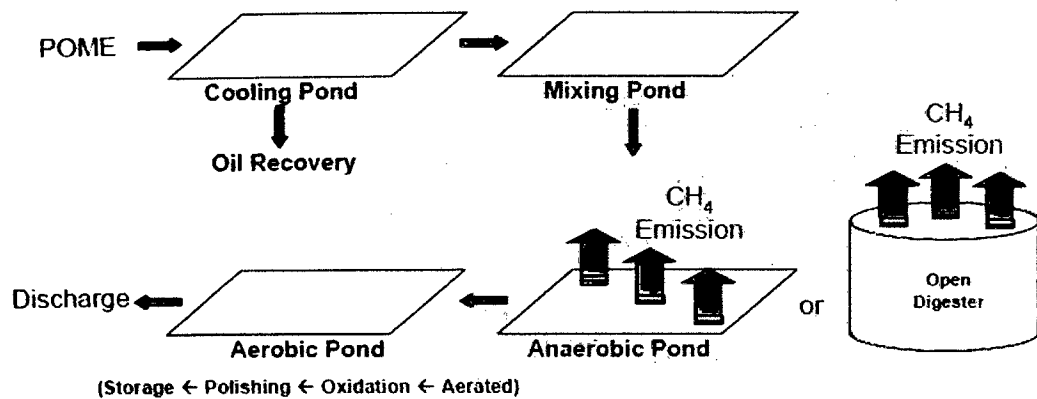 POME
Cooling Pond
Mixing Pond
Oil Recovery
CH₄
Emission
CH₄
Emission
Open
Digester
or
Discharge
Aerobic Pond
Anaerobic Pond
(Storage ← Polishing ← Oxidation ← Aerated)